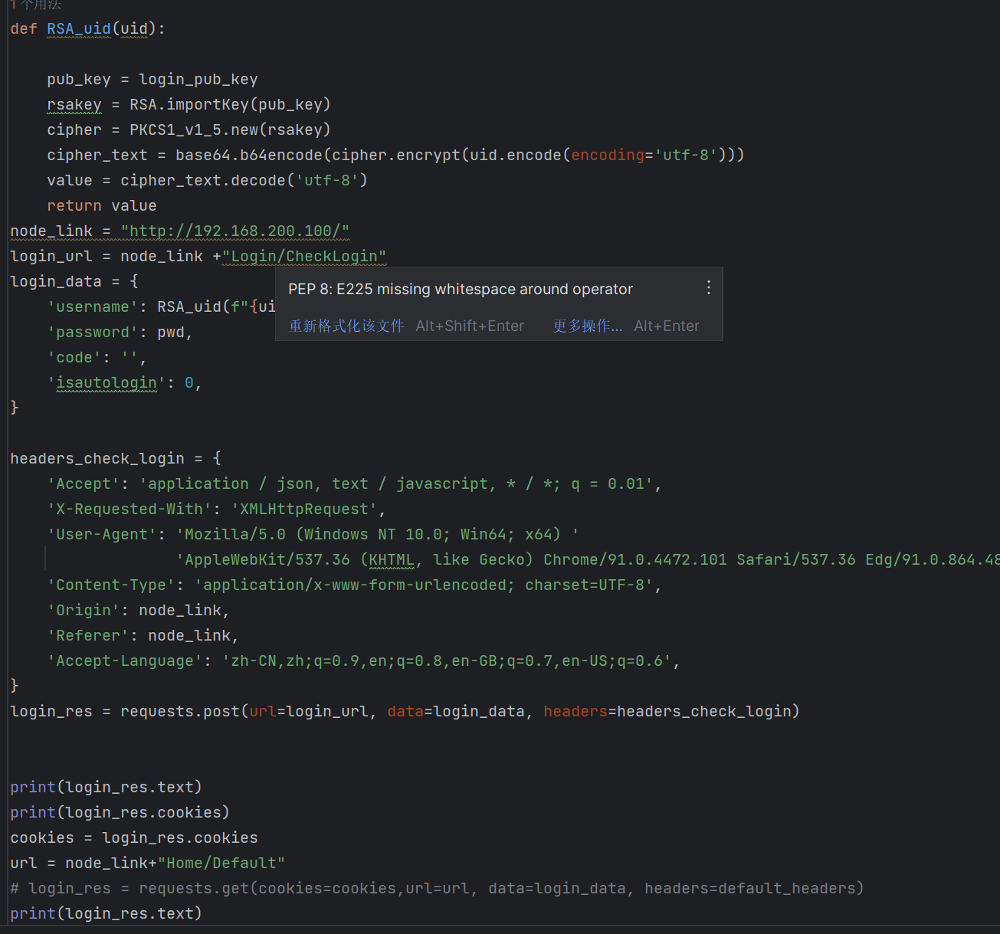 1 个用法
def RSA_uid(uid):
pub_key = login_pub_key
rsakey = RSA.importKey(pub_key)
cipher = PKCS1_v1_5.new(rsakey)
cipher_text = base64.b64encode(cipher.encrypt(uid.encode(encoding='utf-8')))
value = cipher_text.decode('utf-8')
return value
node_link = "http://192.168.200.100/"
login_url = node_link +"Login/CheckLogin"
login_data = {
PEP 8: E225 missing whitespace around operator
'username': RSA_uid(f"{ui
重新格式化该文件 Alt+Shift+Enter 更多操作... Alt+Enter
'password': pwd,
'code': '',
'isautologin': 0,
}
headers_check_login = {
'Accept': 'application / json, text / javascript, * / *; q = 0.01',
'X-Requested-With': 'XMLHttpRequest',
'User-Agent': 'Mozilla/5.0 (Windows NT 10.0; Win64; x64) '
'AppleWebKit/537.36 (KHTML, like Gecko) Chrome/91.0.4472.101 Safari/537.36 Edg/91.0.864.48
'Content-Type': 'application/x-www-form-urlencoded; charset=UTF-8',
'Origin': node_link,
'Referer': node_link,
'Accept-Language': 'zh-CN,zh;q=0.9,en;q=0.8,en-GB;q=0.7,en-US;q=0.6',
}
login_res = requests.post(url=login_url, data=login_data, headers=headers_check_login)
print(login_res.text)
print(login_res.cookies)
cookies = login_res.cookies
url = node_link+"Home/Default"
# login_res = requests.get(cookies=cookies,url=url, data=login_data, headers=default_headers)
print(login_res.text)